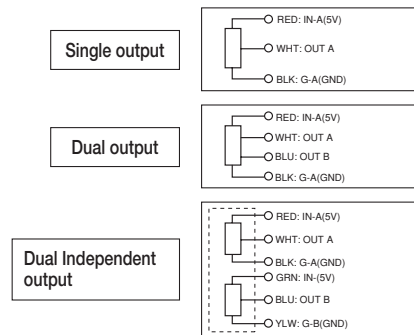 Single output
RED: IN-A(5V)
WHT: OUT A
BLK: G-A(GND)
Dual output
RED: IN-A(5V)
WHT: OUT A
BLU: OUT B
BLK: G-A(GND)
Dual Independent
output
RED: IN-A(5V)
WHT: OUT A
BLK: G-A(GND)
GRN: IN-(5V)
BLU: OUT B
YLW: G-B(GND)